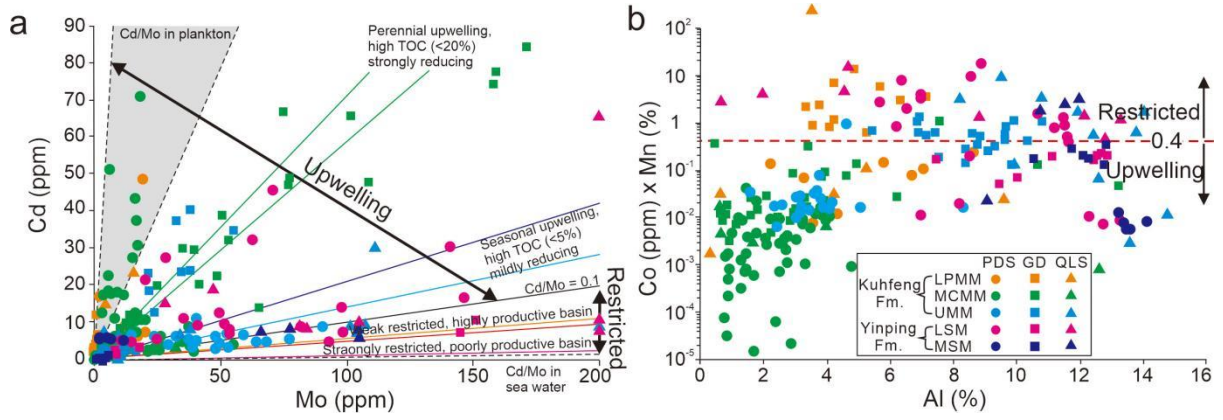 a
Cd (ppm)
90
80
70
60
50
40
30
20
10
0
0
50
100
150
200
Mo (ppm)
Cd/Mo in plankton
Perennial upwelling,
high TOC (<20%)
strongly reducing
Upwelling
Seasonal upwelling,
high TOC (<5%)
mildly reducing
Cd/Mo = 0.1
Weak restricted, highly productive basin
Straongly restricted, poorly productive basin
Cd/Mo in
sea water
Restricted
b
Co (ppm) x Mn (%)
10²
10
1
10⁻¹
10⁻²
10⁻³
10⁻⁴
10⁻⁵
0
2
4
6
8
10
12
14
16
Al (%)
Restricted
0.4
Upwelling
PDS GD QLS
Kuhfeng
Fm.
LPMM
MCMM
UMM
Yinping
Fm.
LSM
MSM